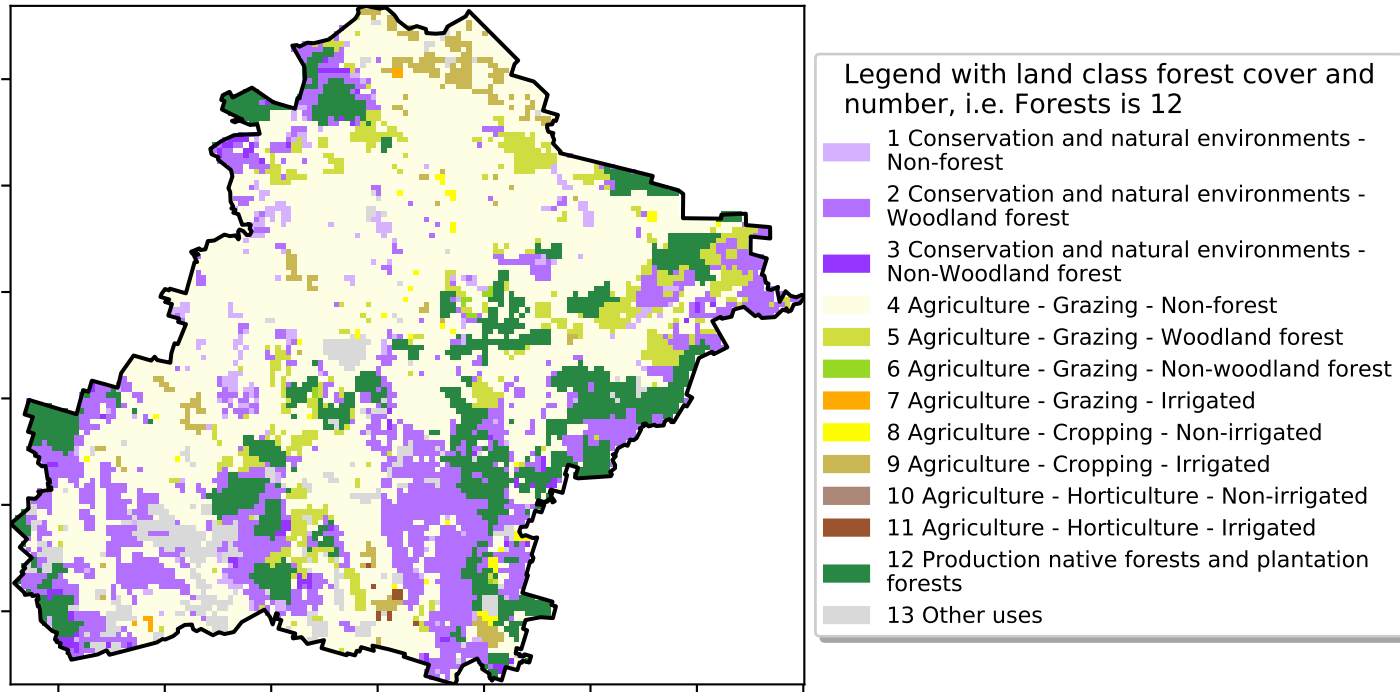 Legend with land class forest cover and
number, i.e. Forests is 12
1 Conservation and natural environments -
Non-forest
2 Conservation and natural environments -
Woodland forest
3 Conservation and natural environments -
Non-Woodland forest
4 Agriculture - Grazing - Non-forest
5 Agriculture - Grazing - Woodland forest
6 Agriculture - Grazing - Non-woodland forest
7 Agriculture - Grazing - Irrigated
8 Agriculture - Cropping - Non-irrigated
9 Agriculture - Cropping - Irrigated
10 Agriculture - Horticulture - Non-irrigated
11 Agriculture - Horticulture - Irrigated
12 Production native forests and plantation
forests
13 Other uses